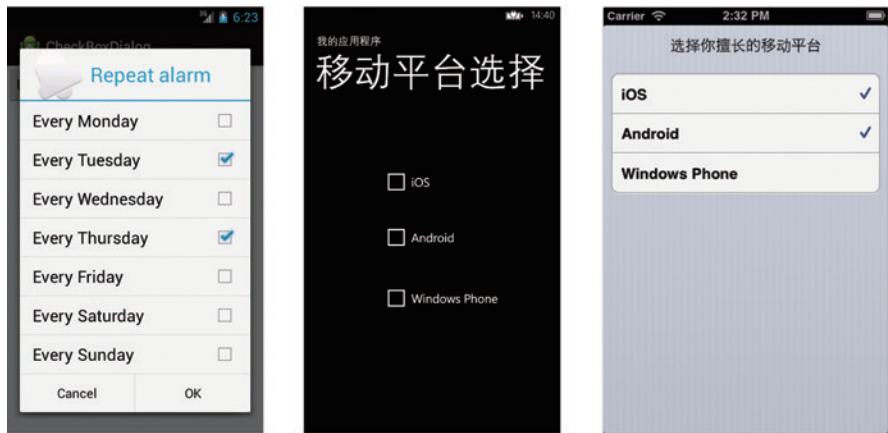 3G 6:23
CheckBoxDialog
Repeat alarm
Every Monday
Every Tuesday
Every Wednesday
Every Thursday
Every Friday
Every Saturday
Every Sunday
Cancel OK
14:40
我的应用程序
移动平台选择
iOS
Android
Windows Phone
Carrier 2:32 PM
选择你擅长的移动平台
iOS
Android
Windows Phone